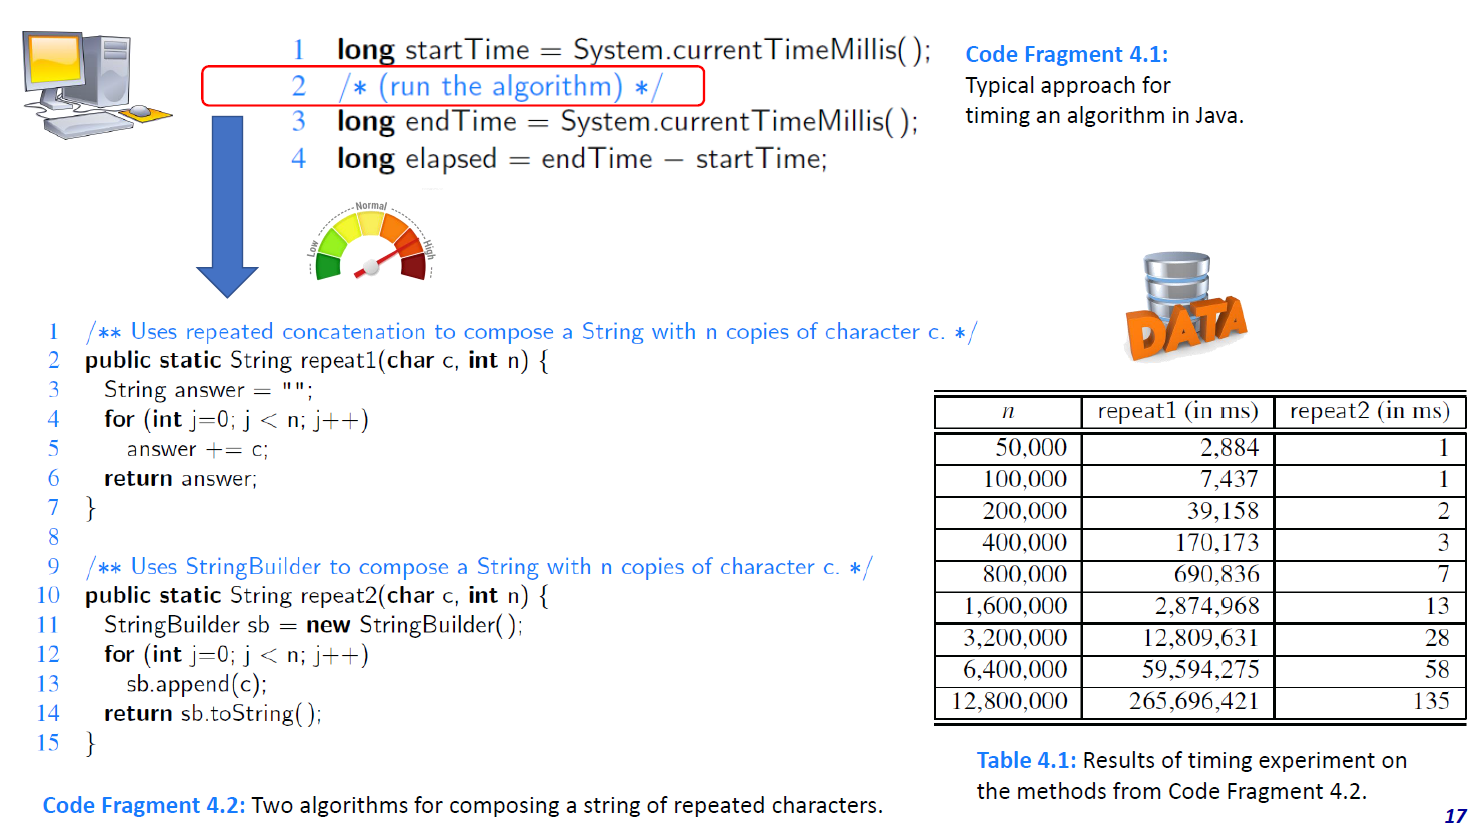 1 long startTime = System.currentTimeMillis( );
2 /* (run the algorithm) */
3 long endTime = System.currentTimeMillis( );
4 long elapsed = endTime − startTime;
Code Fragment 4.1:
Typical approach for
timing an algorithm in Java.
Low
Normal
High
1 /** Uses repeated concatenation to compose a String with n copies of character c. */
2 public static String repeat1(char c, int n) {
3 String answer = "";
4 for (int j=0; j < n; j++)
5 answer += c;
6 return answer;
7 }
8
9 /** Uses StringBuilder to compose a String with n copies of character c. */
10 public static String repeat2(char c, int n) {
11 StringBuilder sb = new StringBuilder( );
12 for (int j=0; j < n; j++)
13 sb.append(c);
14 return sb.toString( );
15 }
Code Fragment 4.2: Two algorithms for composing a string of repeated characters.
DATA
n repeat1 (in ms) repeat2 (in ms)
50,000 2,884 1
100,000 7,437 1
200,000 39,158 2
400,000 170,173 3
800,000 690,836 7
1,600,000 2,874,968 13
3,200,000 12,809,631 28
6,400,000 59,594,275 58
12,800,000 265,696,421 135
Table 4.1: Results of timing experiment on
the methods from Code Fragment 4.2.
17